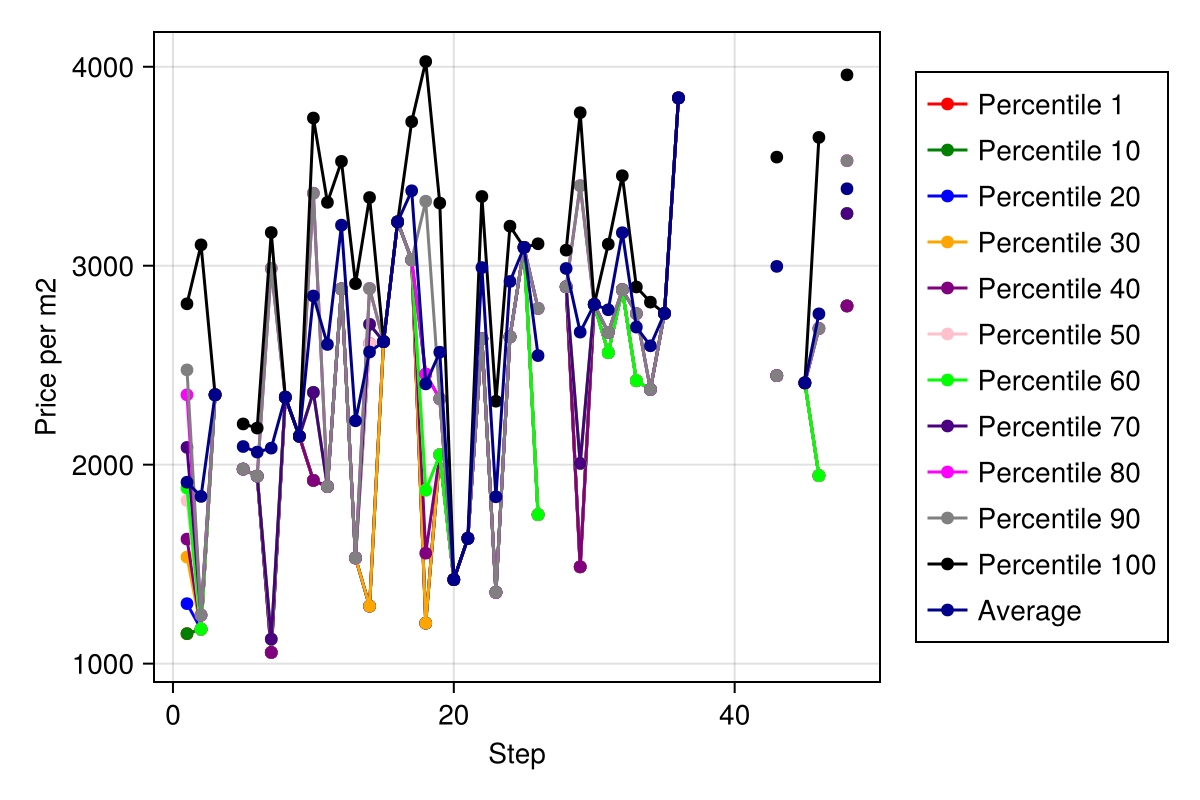 4000
3000
2000
1000
Price per m2
0
20
40
Step
Percentile 1
Percentile 10
Percentile 20
Percentile 30
Percentile 40
Percentile 50
Percentile 60
Percentile 70
Percentile 80
Percentile 90
Percentile 100
Average